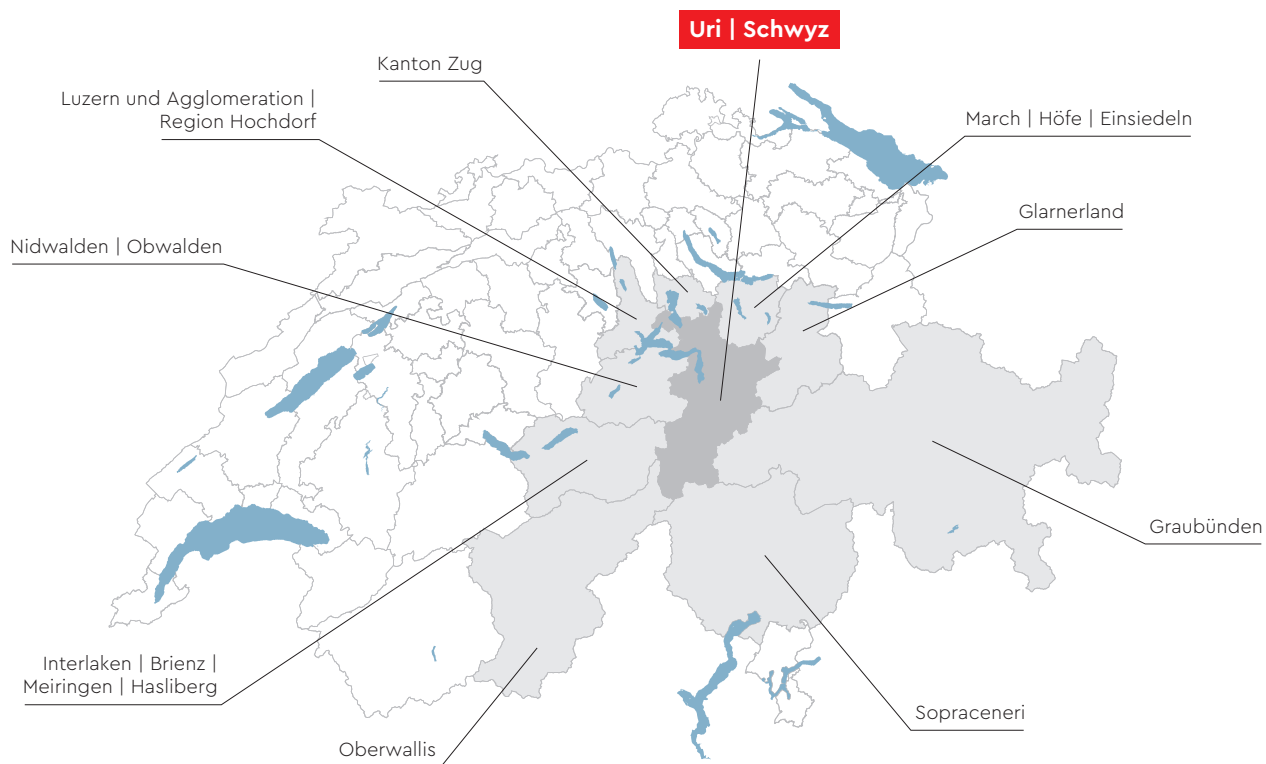 Uri | Schwyz
Kanton Zug
Luzern und Agglomeration |
Region Hochdorf
March | Höfe | Einsiedeln
Glarnerland
Nidwalden | Obwalden
Graubünden
Interlaken | Brienz |
Meiringen | Hasliberg
Sopraceneri
Oberwallis